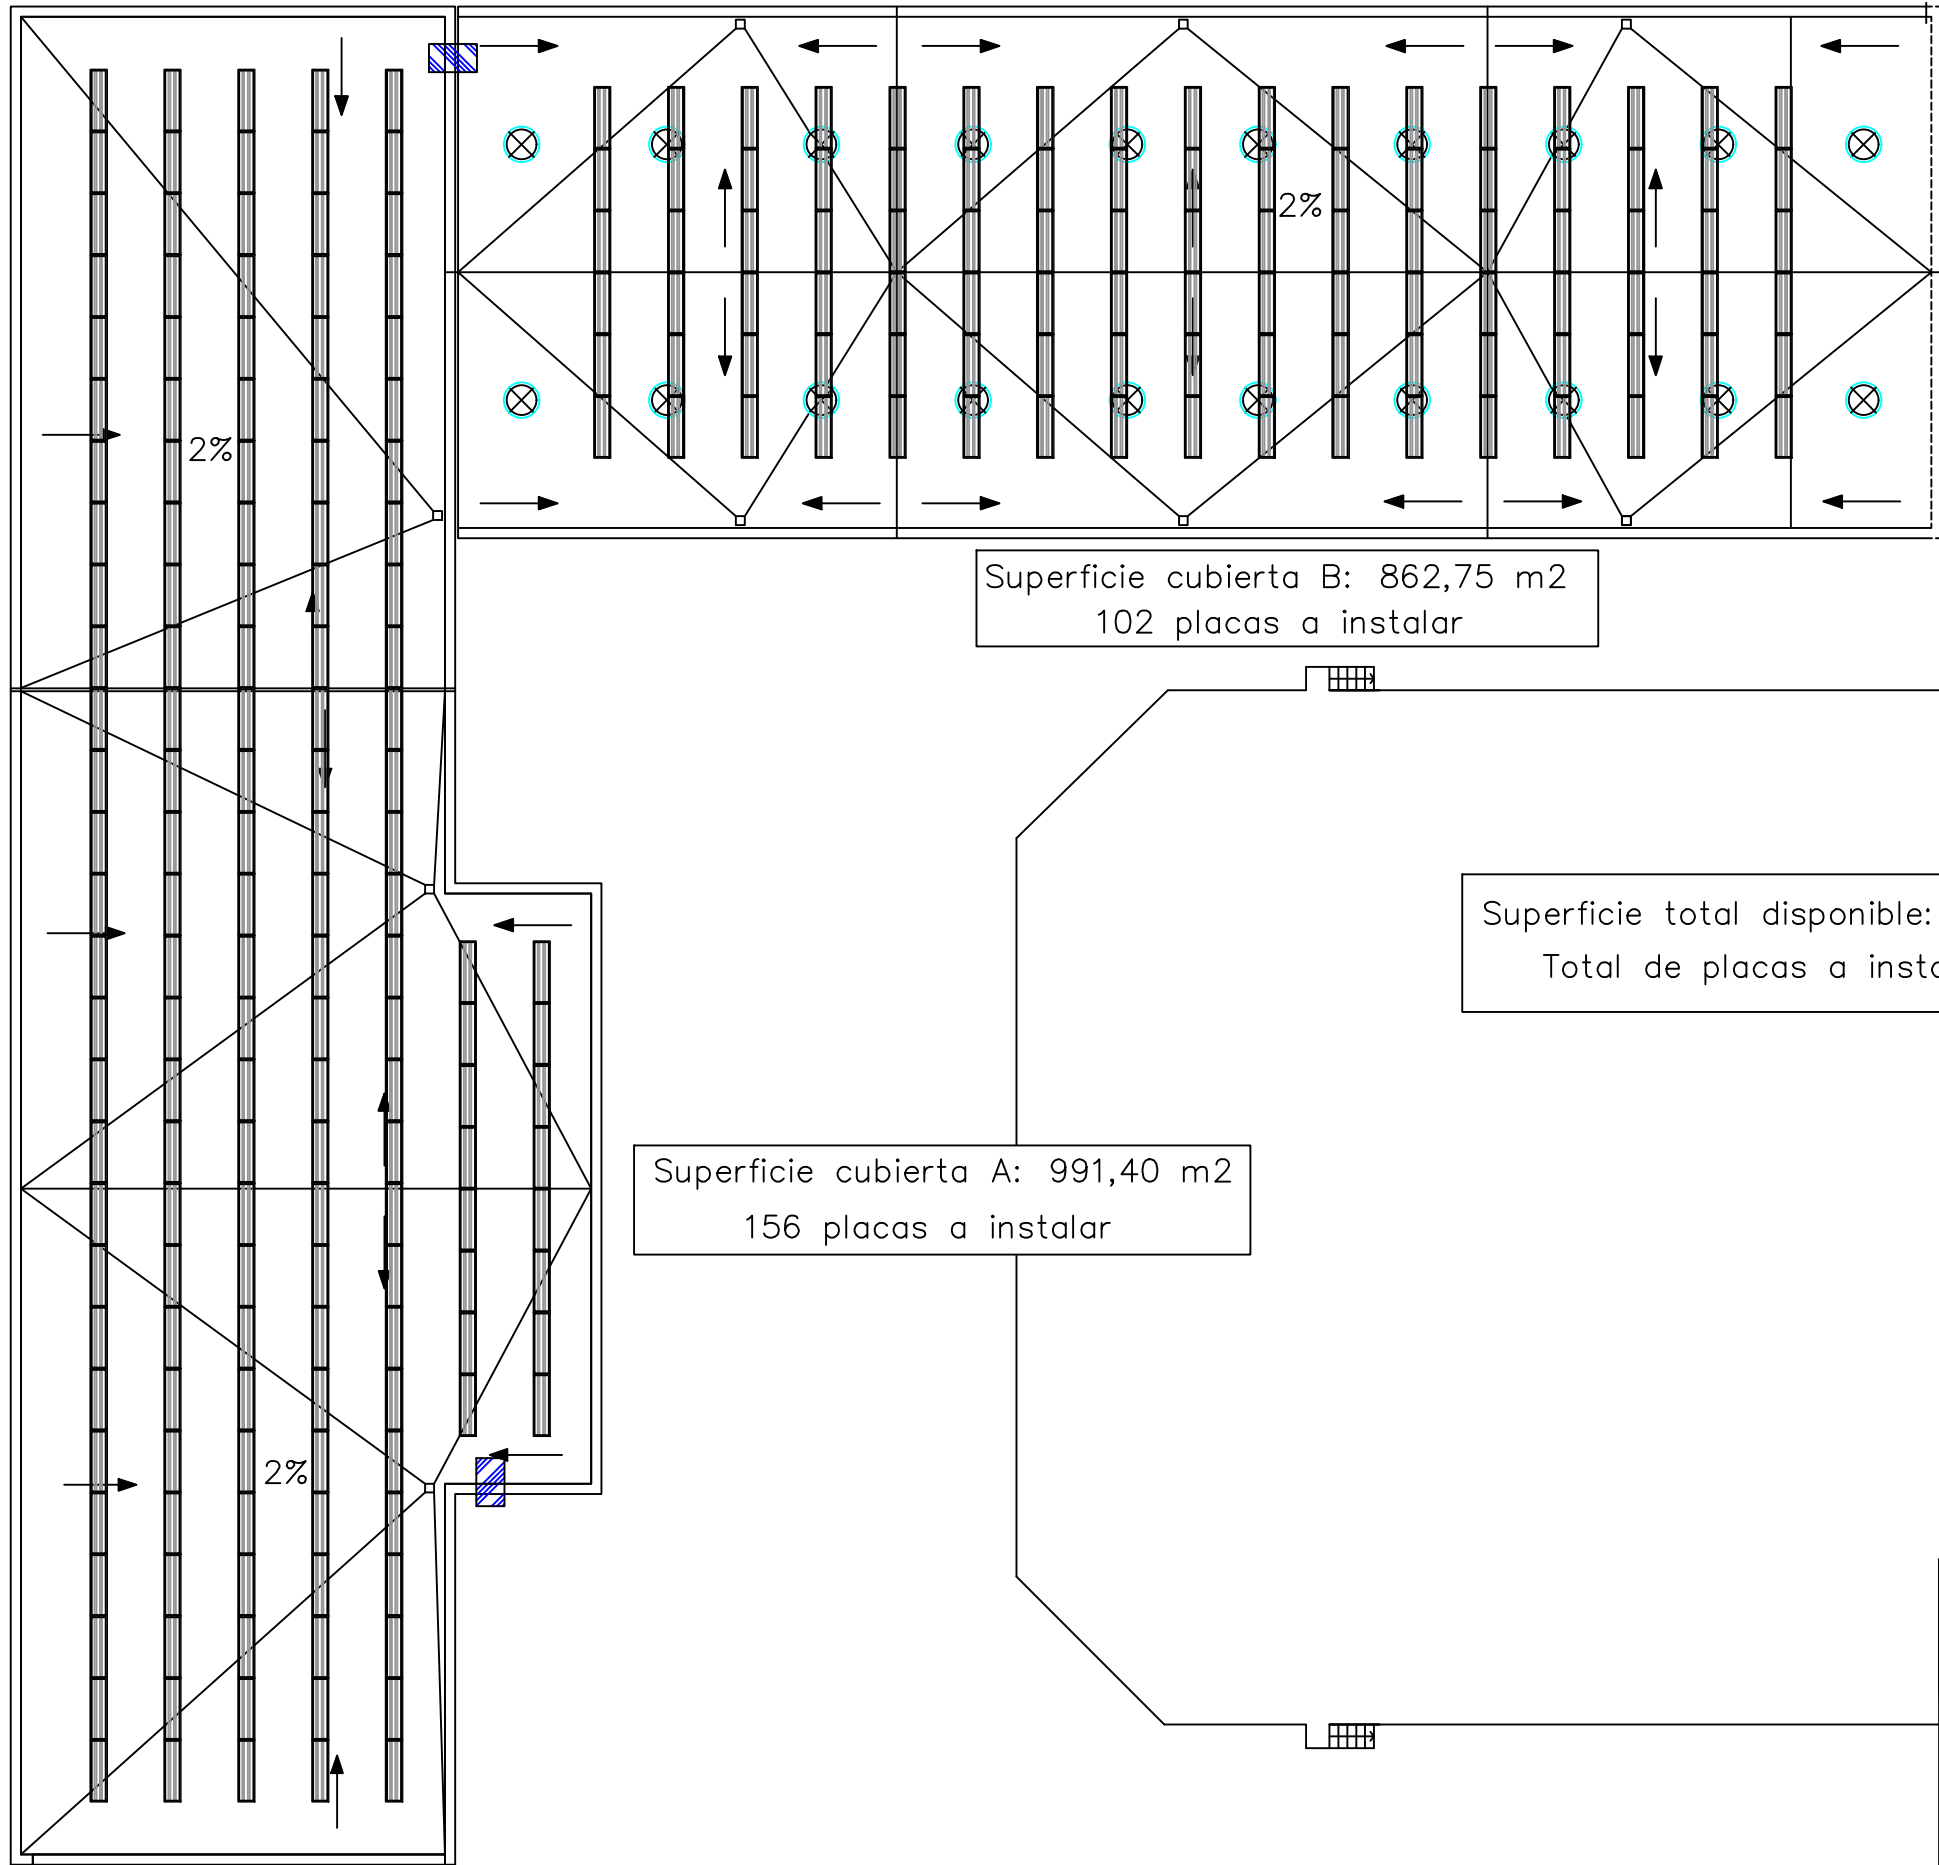 2%
2%
Superficie cubierta B: 862,75 m2
102 placas a instalar
Superficie total disponible:
Total de placas a
Superficie cubierta A: 991,40 m2
156 placas a instalar
2%